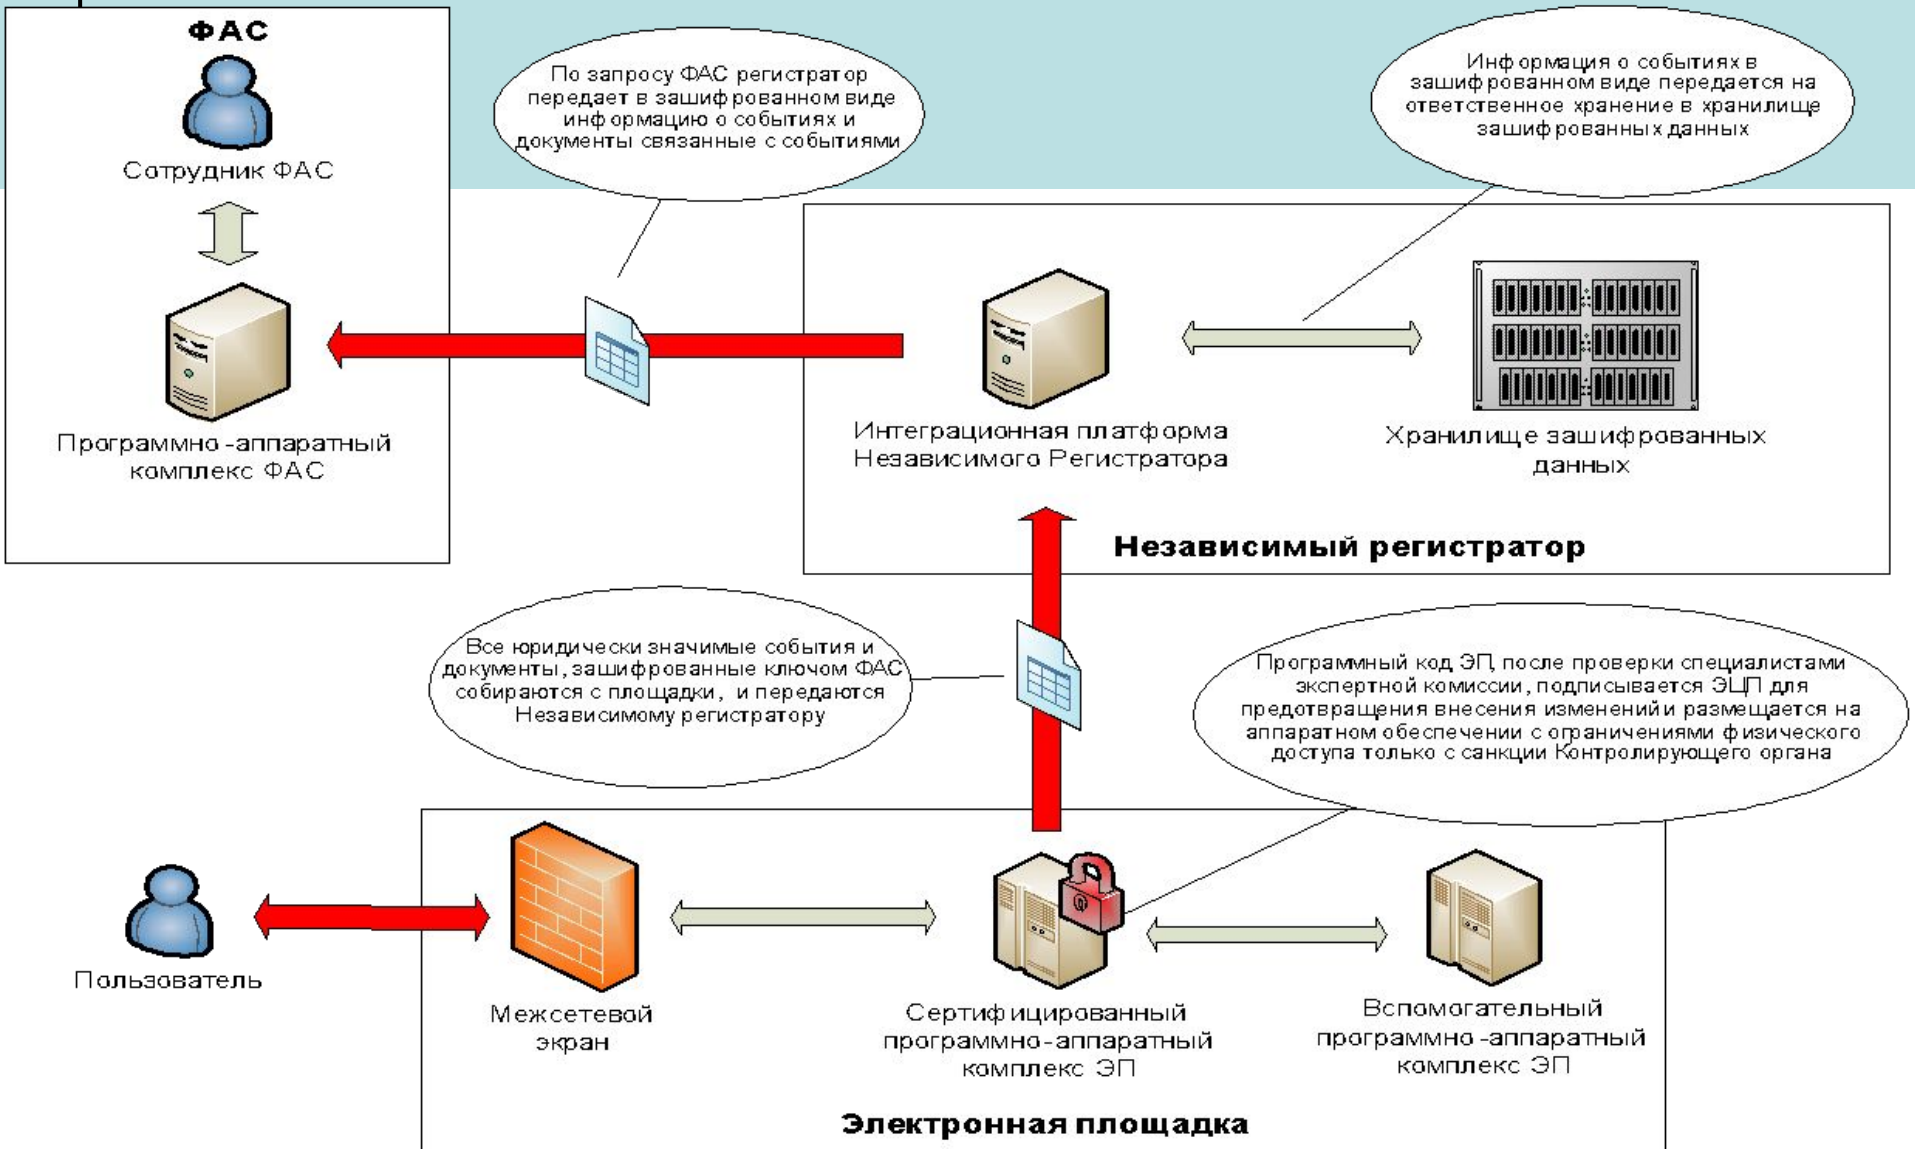 ФАС
Сотрудник ФАС
Программно -аппаратный
комплекс ФАС
По запросу ФАС регистратор
передает в зашифрованном виде
информацию о событиях и
документы связанные с событиями
Информация о событиях в
зашифрованном виде передается на
ответственное хранение в хранилище
зашифрованных данных
Интеграционная платформа
Независимого Регистратора
Хранилище зашифрованных
данных
Независимый регистратор
Все юридически значимые события и
документы, зашифрованные ключом ФАС
собираются с площадки, и передаются
Независимому регистратору
Программный код ЭП, после проверки специалистами
экспертной комиссии, подписывается ЭЦП для
предотвращения внесения изменений и размещается на
аппаратном обеспечении с ограничениями физического
доступа только с санкции Контролирующего органа
Пользователь
Межсетевой
экран
Сертифицированный
программно-аппаратный
комплекс ЭП
Вспомогательный
программно -аппаратный
комплекс ЭП
Электронная площадка